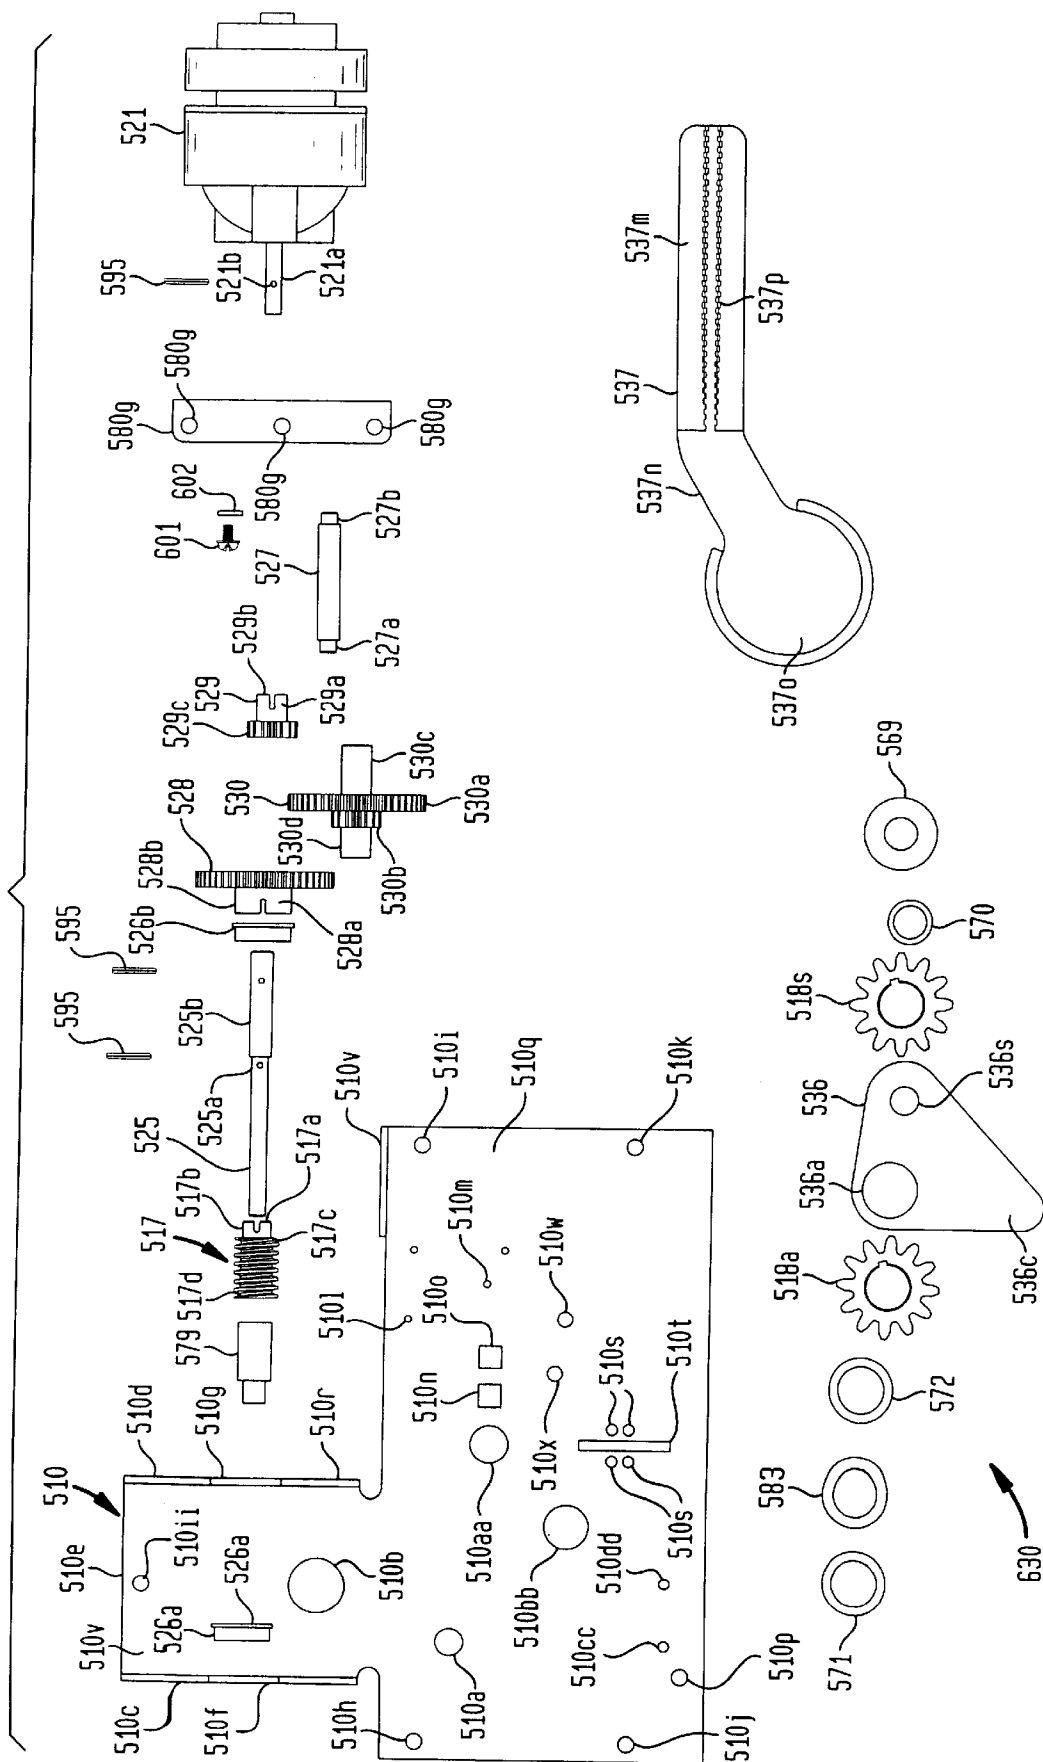 521
595
521b
521a
580g
580g
580g
580g
602
601
527b
527
527a
529b
529
529c
529a
530c
530
530a
530d
530b
528
528b
526b
528a
595
595
525b
525a
525
517b
517a
517
517c
517d
579
510v
510i
510q
510k
510m
510w
510l
510o
510n
510s
510t
510x
510s
510aa
510bb
510dd
510cc
510p
510j
510a
510h
510
510d
510g
510r
510e
510ii
526a
510b
510v
526a
510c
510f
537m
537p
537
537n
537o
569
570
518s
536
536s
536a
536c
518a
572
583
571
630